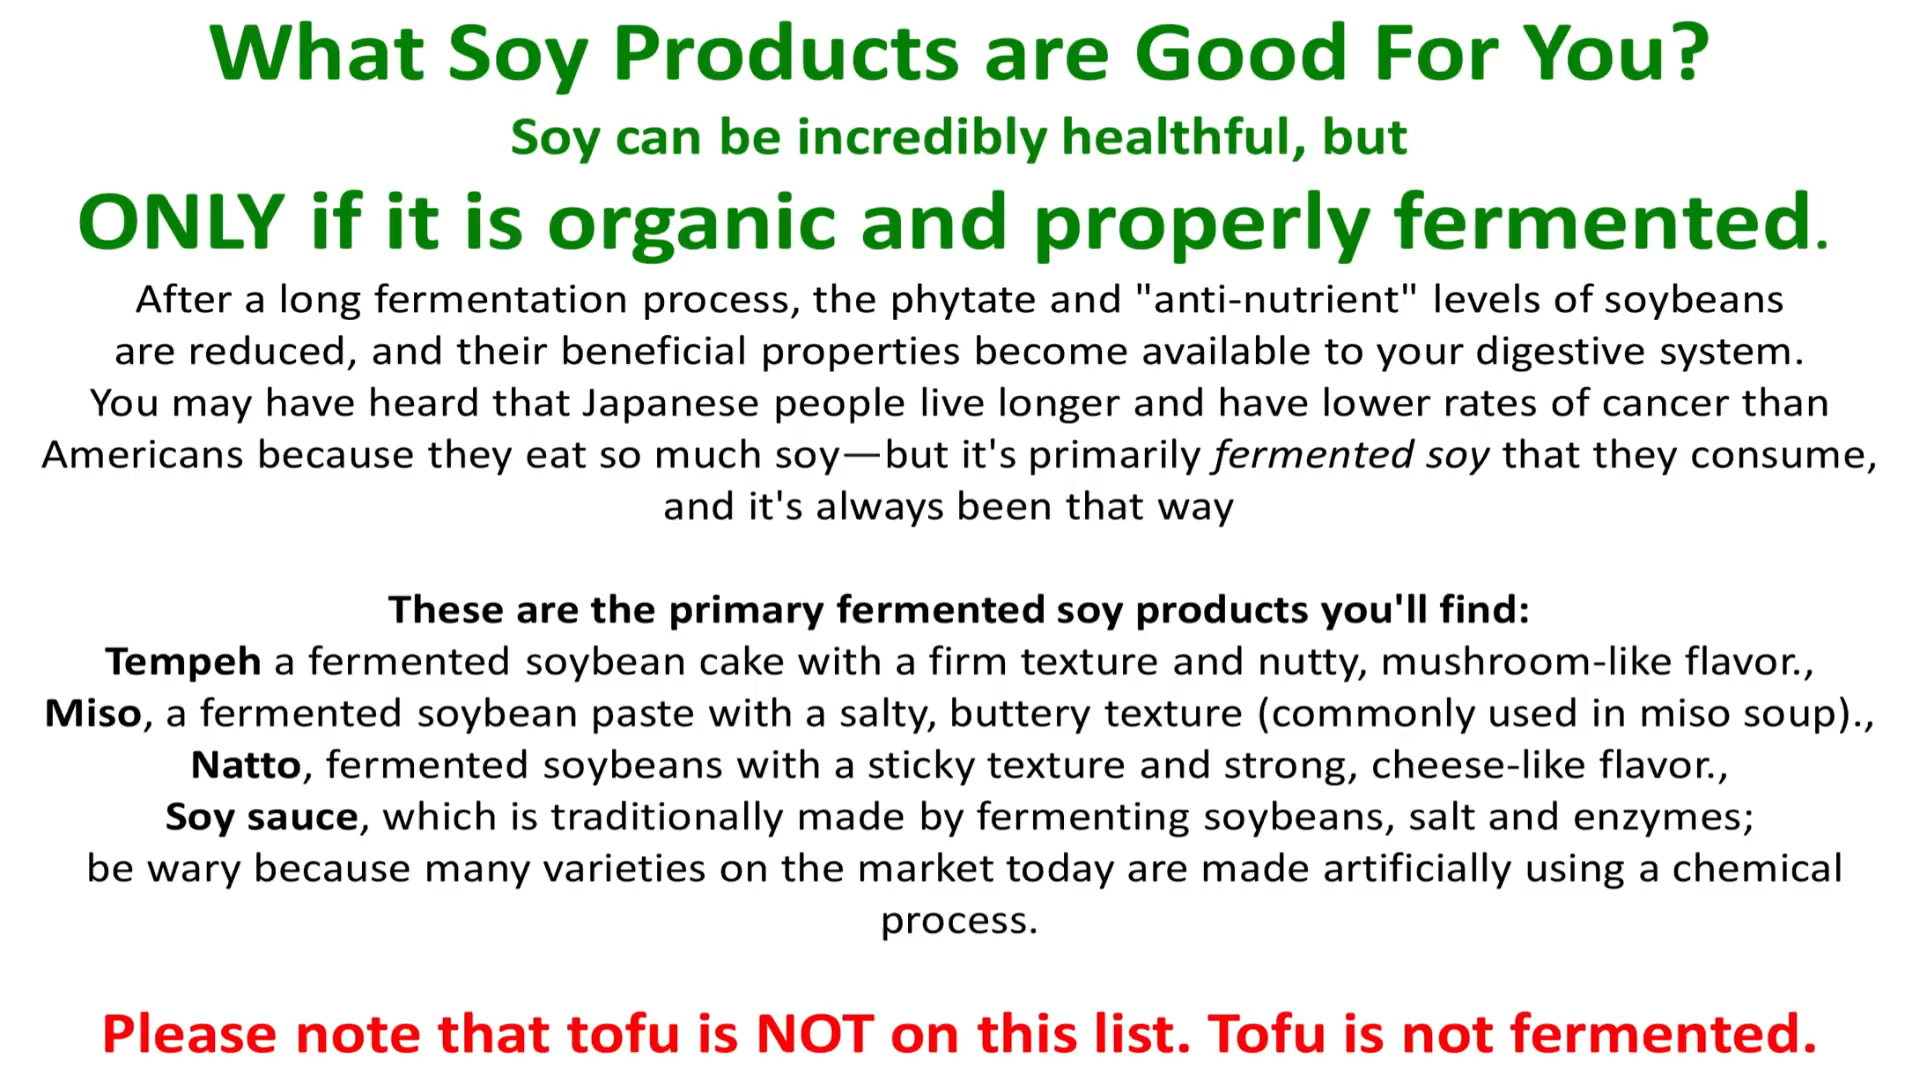 What Soy Products are Good For You?
Soy can be incredibly healthful, but
ONLY if it is organic and properly fermented.
After a long fermentation process, the phytate and "anti-nutrient" levels of soybeans
are reduced, and their beneficial properties become available to your digestive system.
You may have heard that Japanese people live longer and have lower rates of cancer than
Americans because they eat so much soy—but it's primarily fermented soy that they consume,
and it's always been that way
These are the primary fermented soy products you'll find:
Tempeh a fermented soybean cake with a firm texture and nutty, mushroom-like flavor.,
Miso, a fermented soybean paste with a salty, buttery texture (commonly used in miso soup).,
Natto, fermented soybeans with a sticky texture and strong, cheese-like flavor.,
Soy sauce, which is traditionally made by fermenting soybeans, salt and enzymes;
be wary because many varieties on the market today are made artificially using a chemical
process.
Please note that tofu is NOT on this list. Tofu is not fermented.